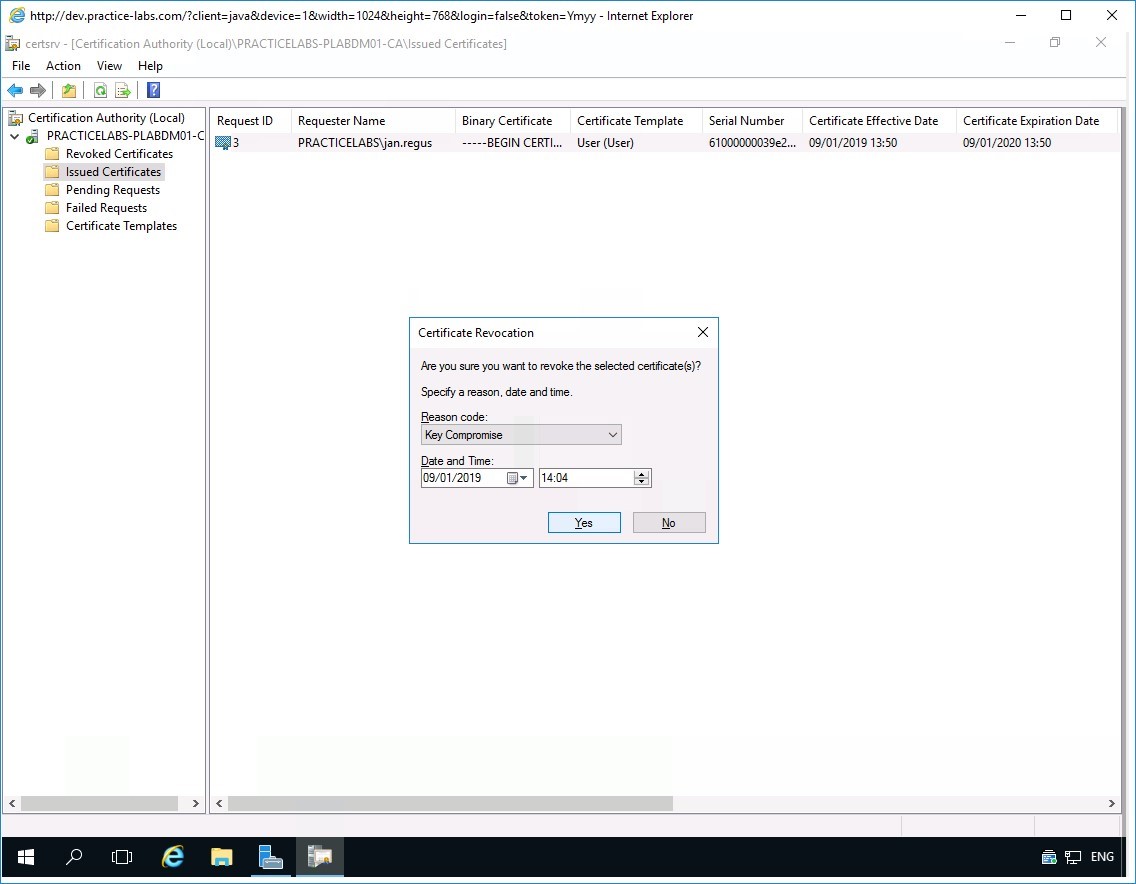 http://dev.practice-labs.com/?client=java&device=1&width=1024&height=768&login=false&token=Ymyy - Internet Explorer
certsrv - [Certification Authority (Local)\PRACTICELABS-PLABDM01-CA\Issued Certificates]
File Action View Help
Certification Authority (Local)
PRACTICELABS-PLABDM01-C
Revoked Certificates
Issued Certificates
Pending Requests
Failed Requests
Certificate Templates
Request ID Requester Name Binary Certificate Certificate Template Serial Number Certificate Effective Date Certificate Expiration Date
3 PRACTICELABS\jan.regus -----BEGIN CERTI... User (User) 61000000039e2... 09/01/2019 13:50 09/01/2020 13:50
Certificate Revocation
Are you sure you want to revoke the selected certificate(s)?
Specify a reason, date and time.
Reason code:
Key Compromise
Date and Time:
09/01/2019 14:04
Yes No
ENG